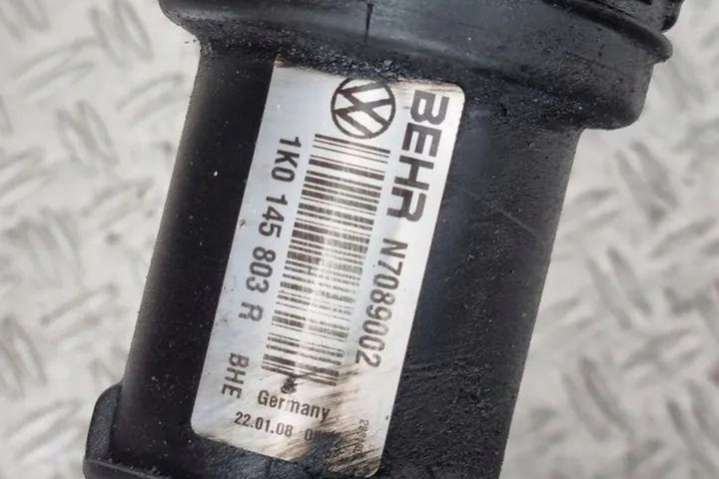 BEHR N7089002
1K0 145 803 R BHE
Germany
22.01.08